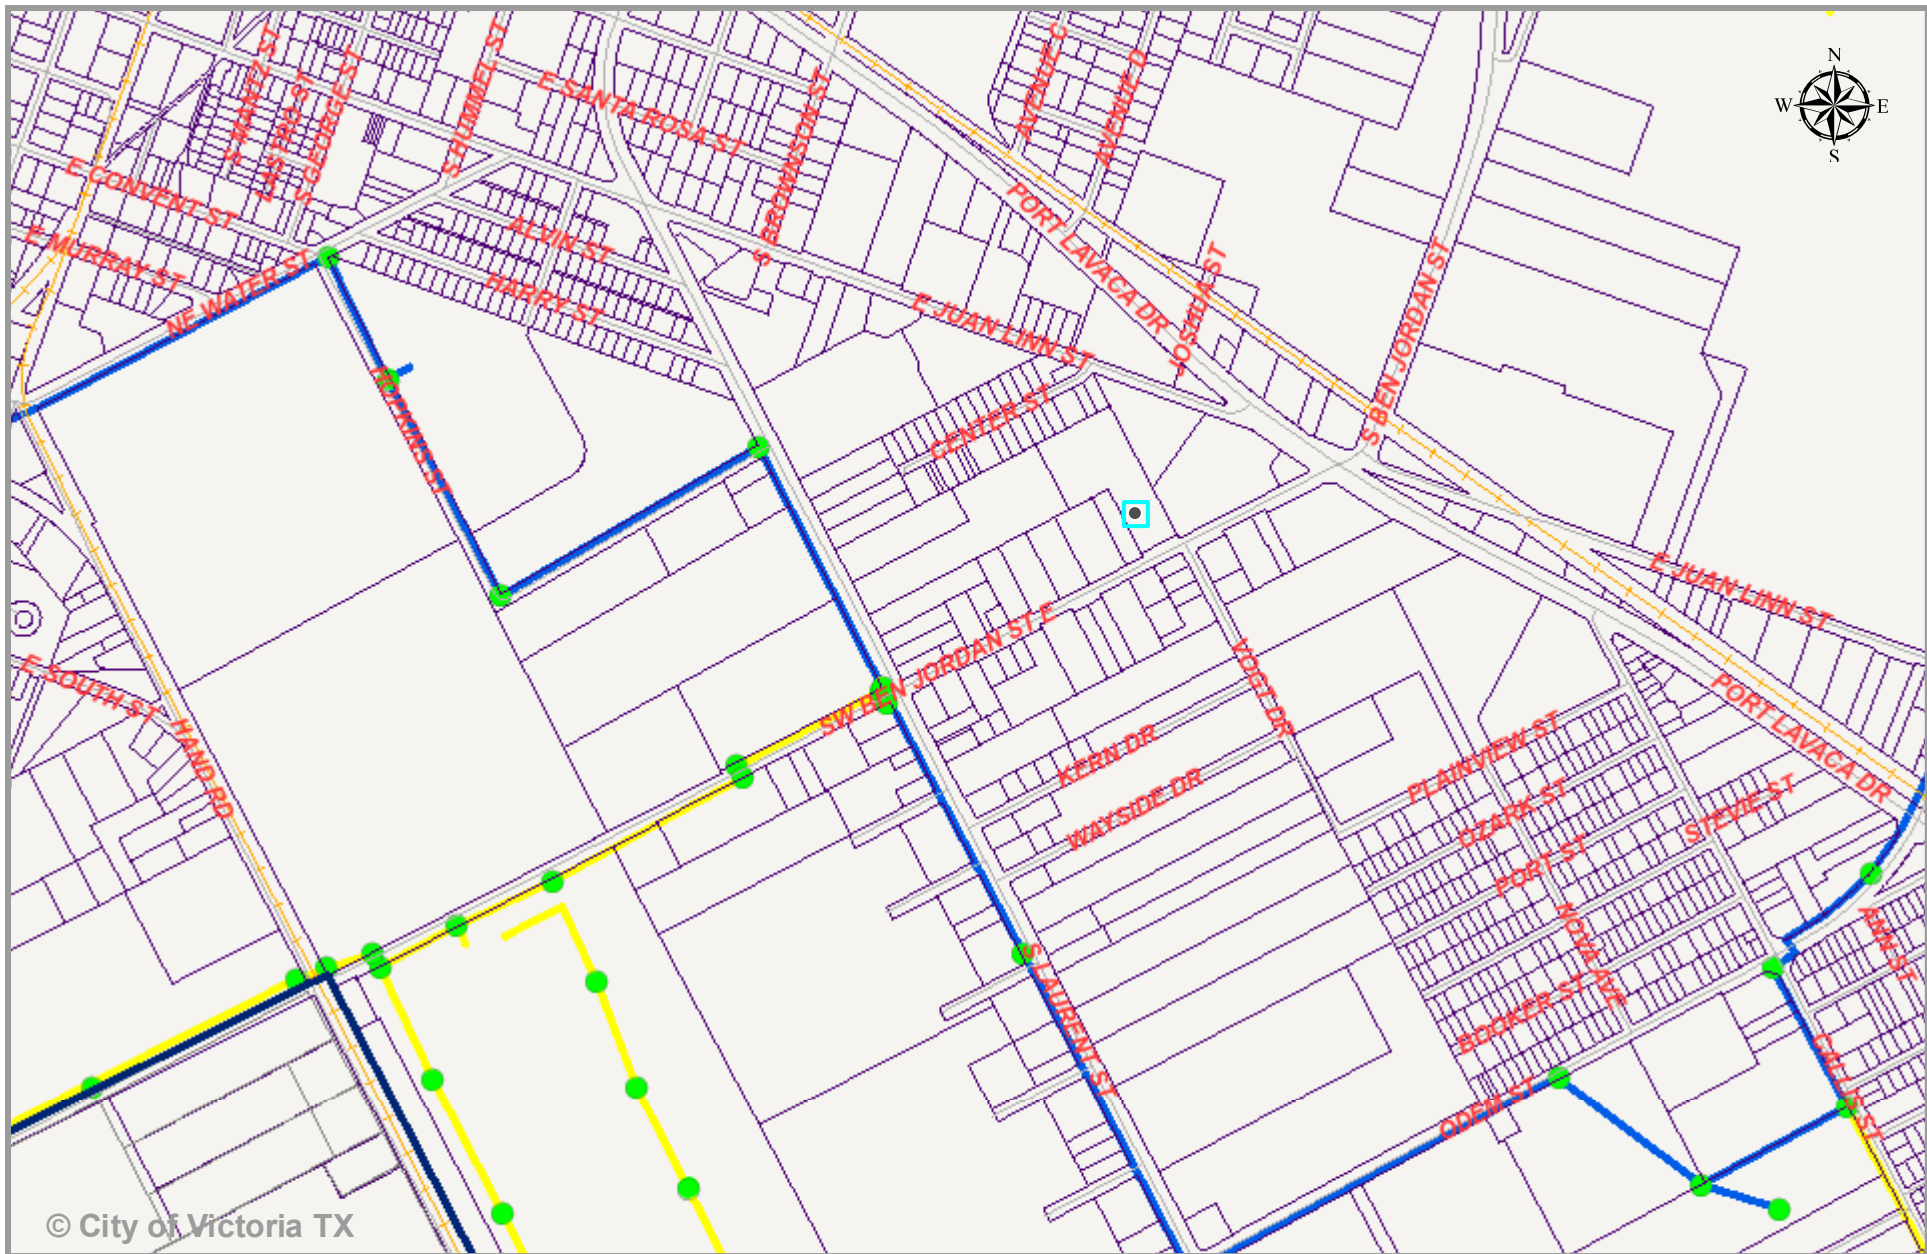 S WANTZ ST
LASTRO ST
S GEORGE ST
S HUMMEL ST
E SANTA ROSA ST
S BROWNSON ST
AVENUE C
AVENUE D
N
W
E
S
E CONVENT ST
E MURRAY ST
NE WATER ST
ALVIN ST
HARRY ST
PORT LAVACA DR
JOSHUA ST
E JUAN LINN ST
S BEN JORDAN ST
CENTER ST
HOPKINS ST
E JUAN LINN ST
E SOUTH ST
HAND RD
SW BEN JORDAN ST E
VOGT DR
KERN DR
WAYSIDE DR
PORT LAVACA DR
PLAINVIEW ST
OZARK ST
PORT ST
STEVIE ST
NOVA AVE
ANN ST
BOOKER ST
S LAURENT ST
CALLIS ST
ODEM ST
© City of Victoria TX